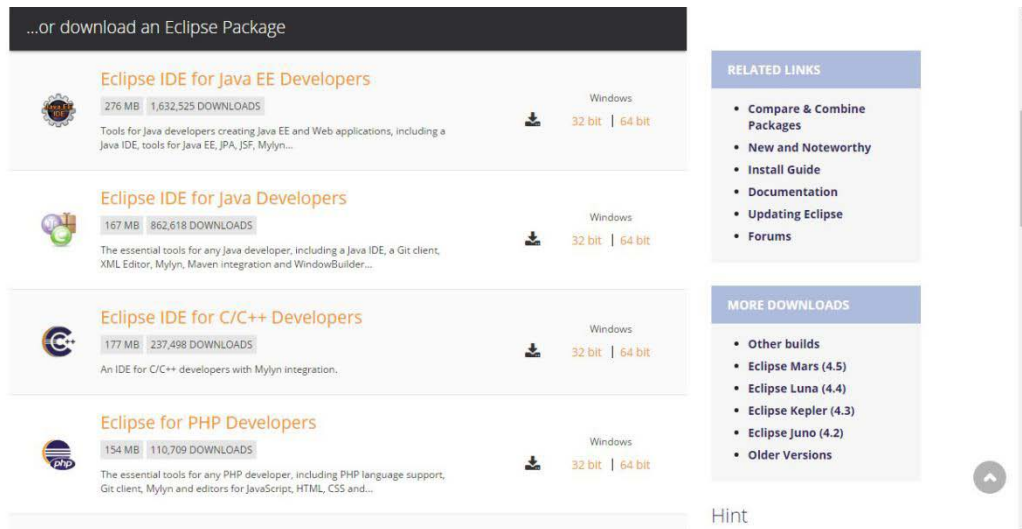 ...or download an Eclipse Package
Eclipse IDE for Java EE Developers
276 MB 1,632,525 DOWNLOADS
Tools for Java developers creating Java EE and Web applications, including a
Java IDE, tools for Java EE, JPA, JSF, Mylyn...
Windows
32 bit | 64 bit
Eclipse IDE for Java Developers
167 MB 862,618 DOWNLOADS
The essential tools for any Java developer, including a Java IDE, a Git client,
XML Editor, Mylyn, Maven integration and WindowBuilder...
Windows
32 bit | 64 bit
Eclipse IDE for C/C++ Developers
177 MB 237,498 DOWNLOADS
An IDE for C/C++ developers with Mylyn integration.
Windows
32 bit | 64 bit
Eclipse for PHP Developers
154 MB 110,709 DOWNLOADS
The essential tools for any PHP developer, including PHP language support,
Git client, Mylyn and editors for JavaScript, HTML, CSS and...
Windows
32 bit | 64 bit
php
RELATED LINKS
• Compare & Combine
Packages
• New and Noteworthy
• Install Guide
• Documentation
• Updating Eclipse
• Forums
MORE DOWNLOADS
• Other builds
• Eclipse Mars (4.5)
• Eclipse Luna (4.4)
• Eclipse Kepler (4.3)
• Eclipse Juno (4.2)
• Older Versions
Hint